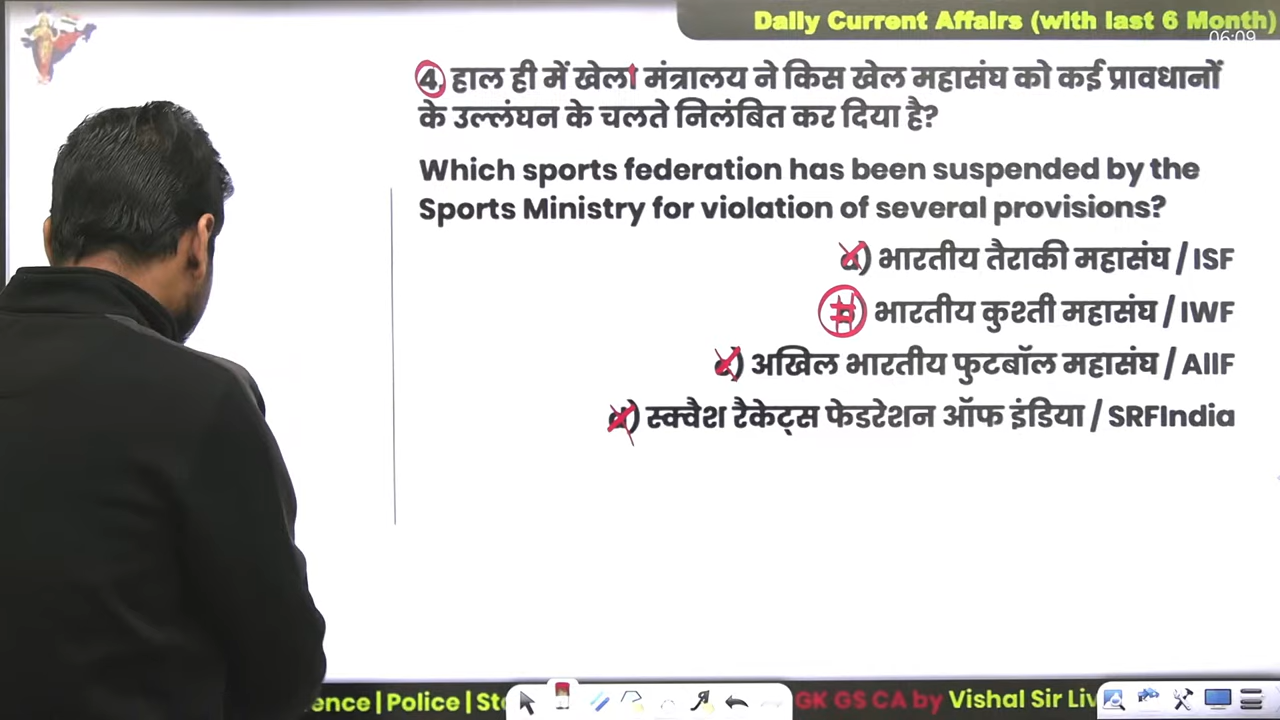 Daily Current Affairs (with last 6 Month)
06:09
4. हाल ही में खेल मंत्रालय ने किस खेल महासंघ को कई प्रावधानों
के उल्लंघन के चलते निलंबित कर दिया है?
Which sports federation has been suspended by the
Sports Ministry for violation of several provisions?
a) भारतीय तैराकी महासंघ / ISF
भारतीय कुश्ती महासंघ / IWF
c) अखिल भारतीय फुटबॉल महासंघ / AIIF
d) स्क्वैश रैकेट्स फेडरेशन ऑफ इंडिया / SRFIndia
ence | Police | Sta
GK GS CA by Vishal Sir Liv